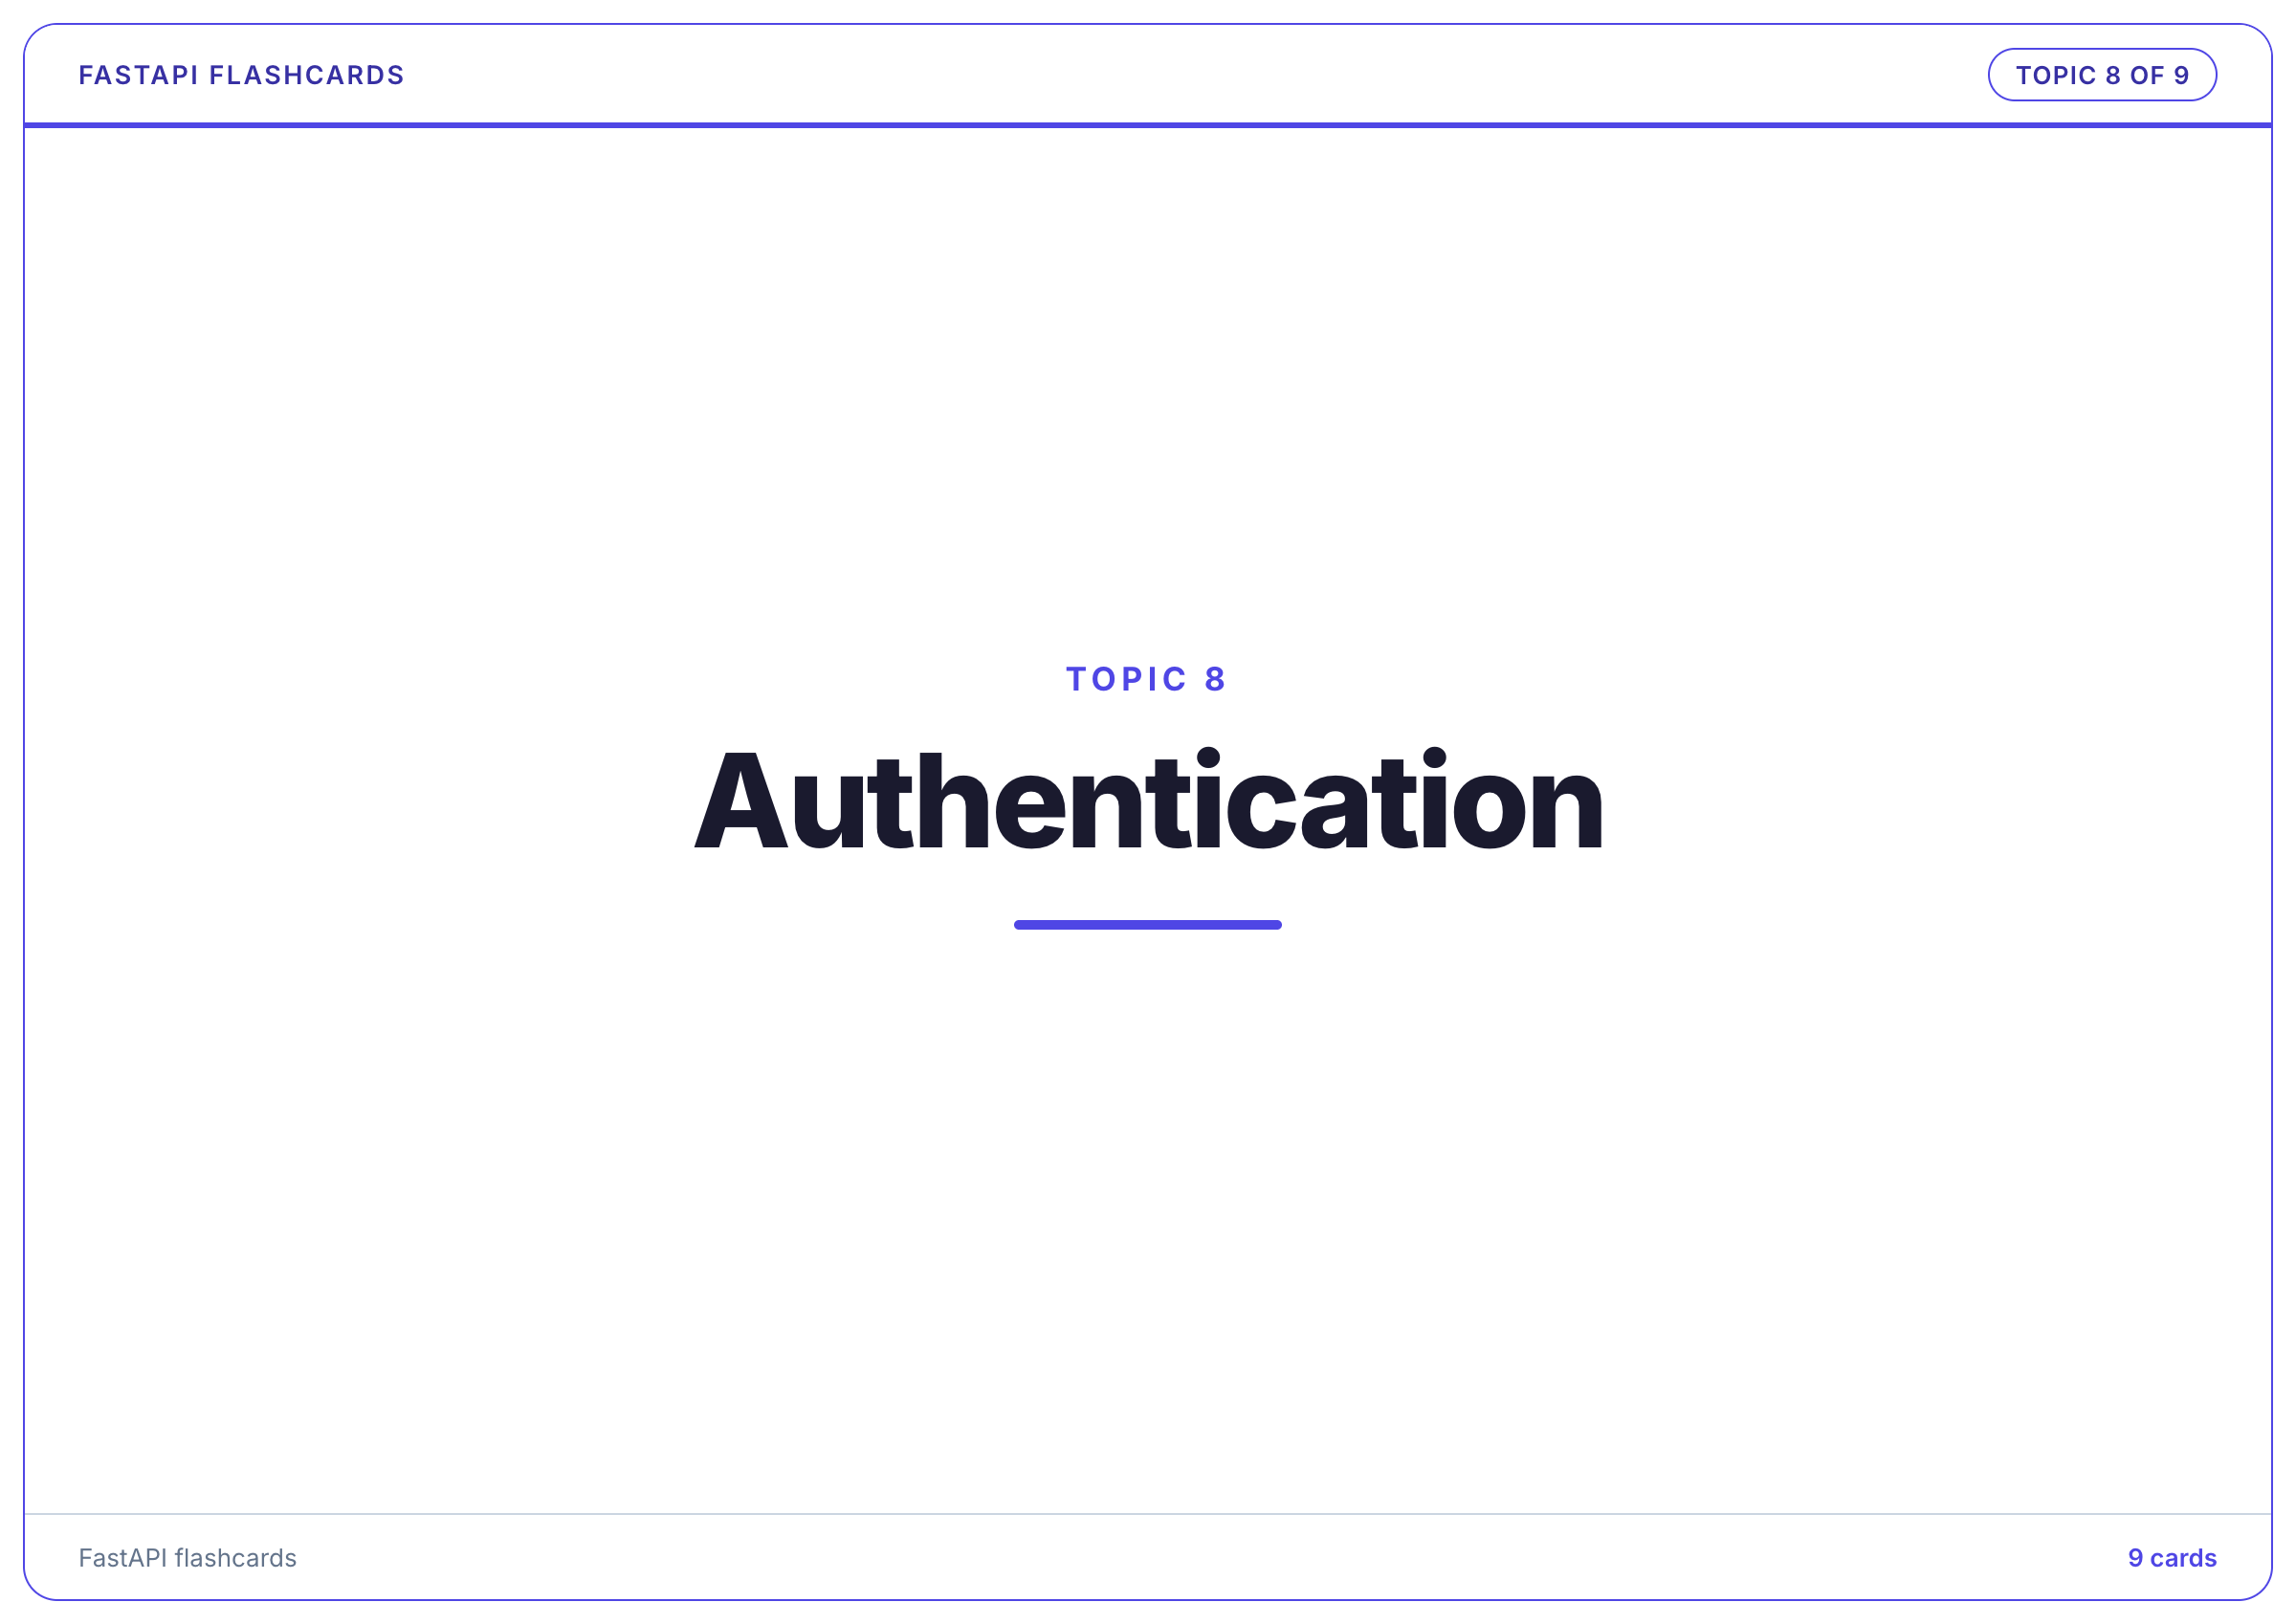 FASTAPI FLASHCARDS
TOPIC 8 OF 9
TOPIC 8
Authentication
FastAPI flashcards
9 cards